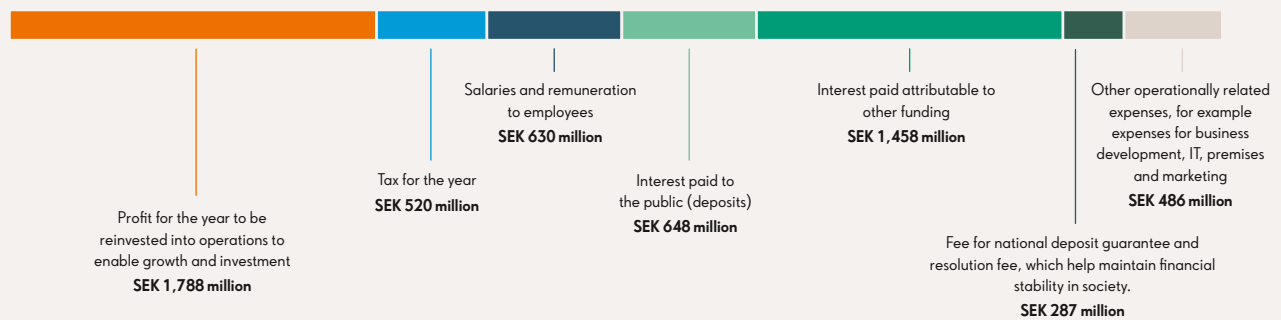 Profit for the year to be
reinvested into operations to
enable growth and investment
SEK 1,788 million
Tax for the year
SEK 520 million
Salaries and remuneration
to employees
SEK 630 million
Interest paid to
the public (deposits)
SEK 648 million
Interest paid attributable to
other funding
SEK 1,458 million
Fee for national deposit guarantee and
resolution fee, which help maintain financial
stability in society.
SEK 287 million
Other operationally related
expenses, for example
expenses for business
development, IT, premises
and marketing
SEK 486 million